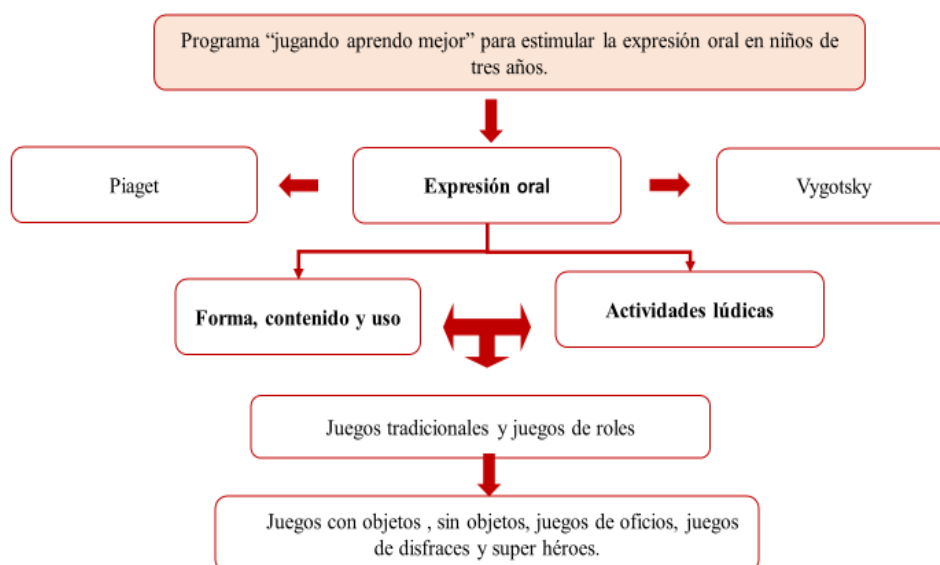 Programa “jugando aprendo mejor” para estimular la expresión oral en niños de
tres años.
Piaget
Expresión oral
Vygotsky
Forma, contenido y uso
Actividades lúdicas
Juegos tradicionales y juegos de roles
Juegos con objetos , sin objetos, juegos de oficios, juegos
de disfraces y super héroes.